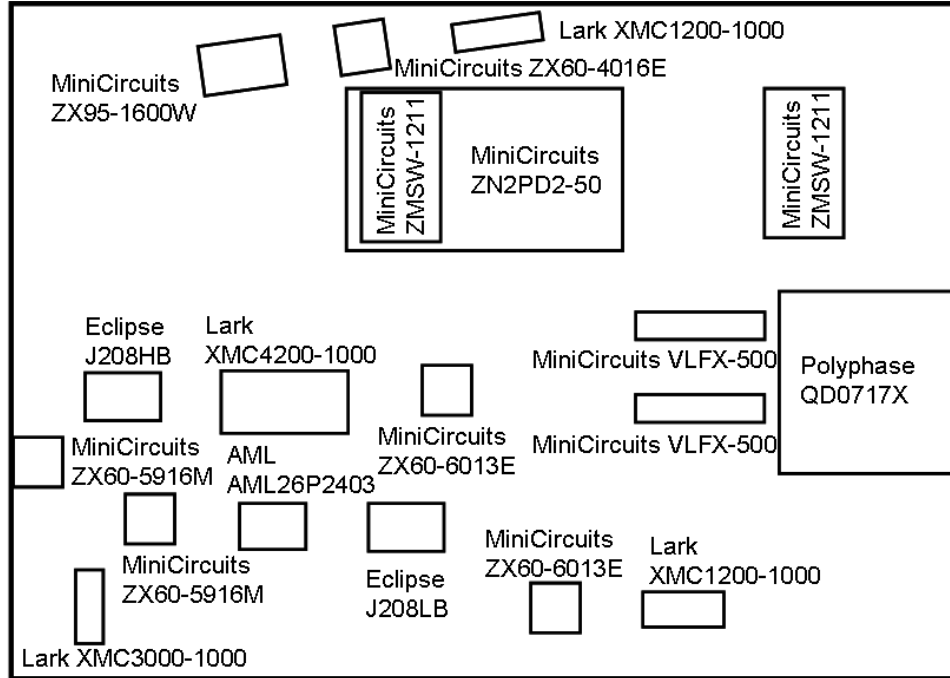 Lark XMC1200-1000
MiniCircuits ZX60-4016E
MiniCircuits
ZX95-1600W
MiniCircuits
ZMSW-1211
MiniCircuits
ZN2PD2-50
MiniCircuits
ZMSW-1211
Eclipse
J208HB
Lark
XMC4200-1000
MiniCircuits VLFX-500
Polyphase
QD0717X
MiniCircuits
ZX60-6013E
MiniCircuits VLFX-500
MiniCircuits
ZX60-5916M
AML
AML26P2403
MiniCircuits
ZX60-5916M
Eclipse
J208LB
MiniCircuits
ZX60-6013E
Lark
XMC1200-1000
Lark XMC3000-1000